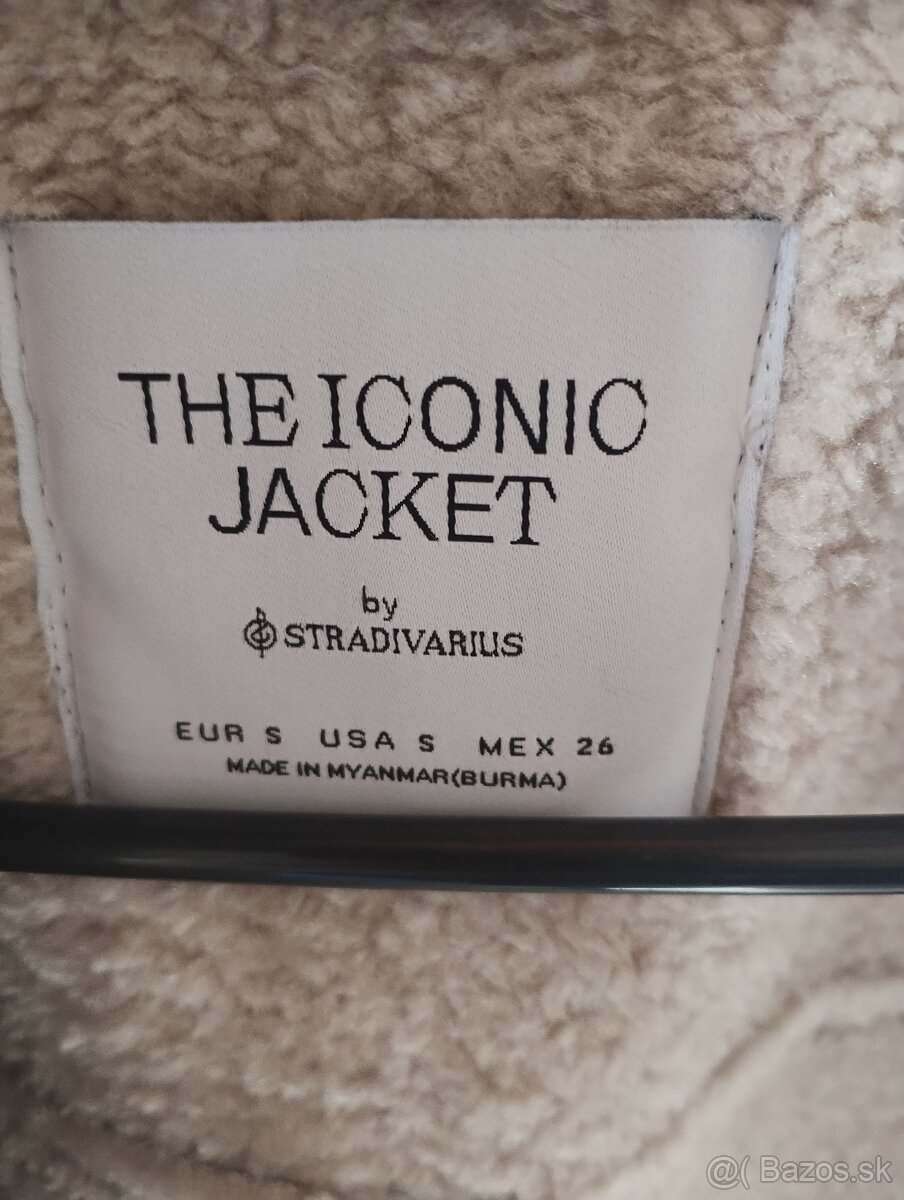 THE ICONIC
JACKET
by
STRADIVARIUS
EUR S USA S MEX 26
MADE IN MYANMAR(BURMA)
@( Bazos.sk